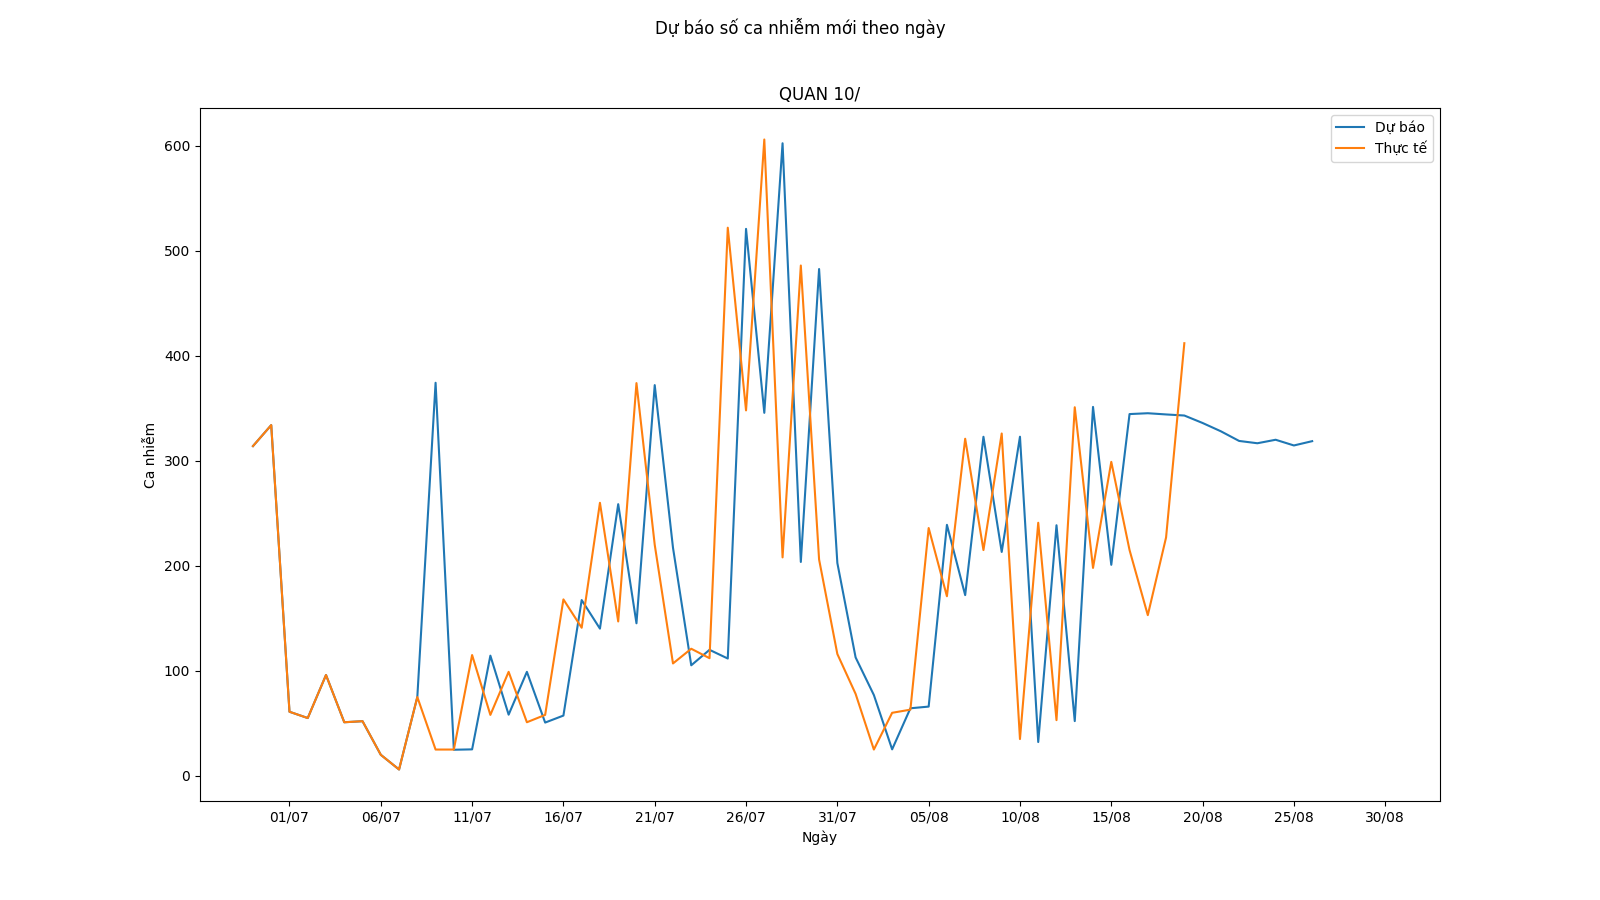 Dự báo số ca nhiễm mới theo ngày
QUAN 10/
Dự báo
Thực tế
600
500
400
300
200
100
0
Ca nhiễm
01/07 06/07 11/07 16/07 21/07 26/07 31/07 05/08 10/08 15/08 20/08 25/08 30/08
Ngày